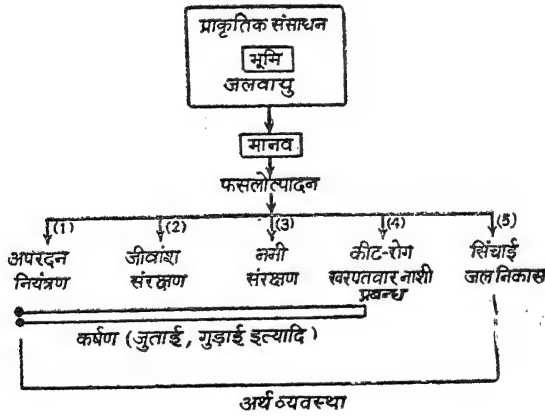 प्राकृतिक संसाधन
भूमि
जलवायु
मानव
फसलोत्पादन
(1) (2) (3) (4) (5)
अपरदन जीवांश नमी कीट-रोग सिंचाई
नियंत्रण संरक्षण संरक्षण खरपतवार नाशी जल निकास
प्रबन्ध
कर्षण (जुताई, गुड़ाई इत्यादि)
अर्थ व्यवस्था